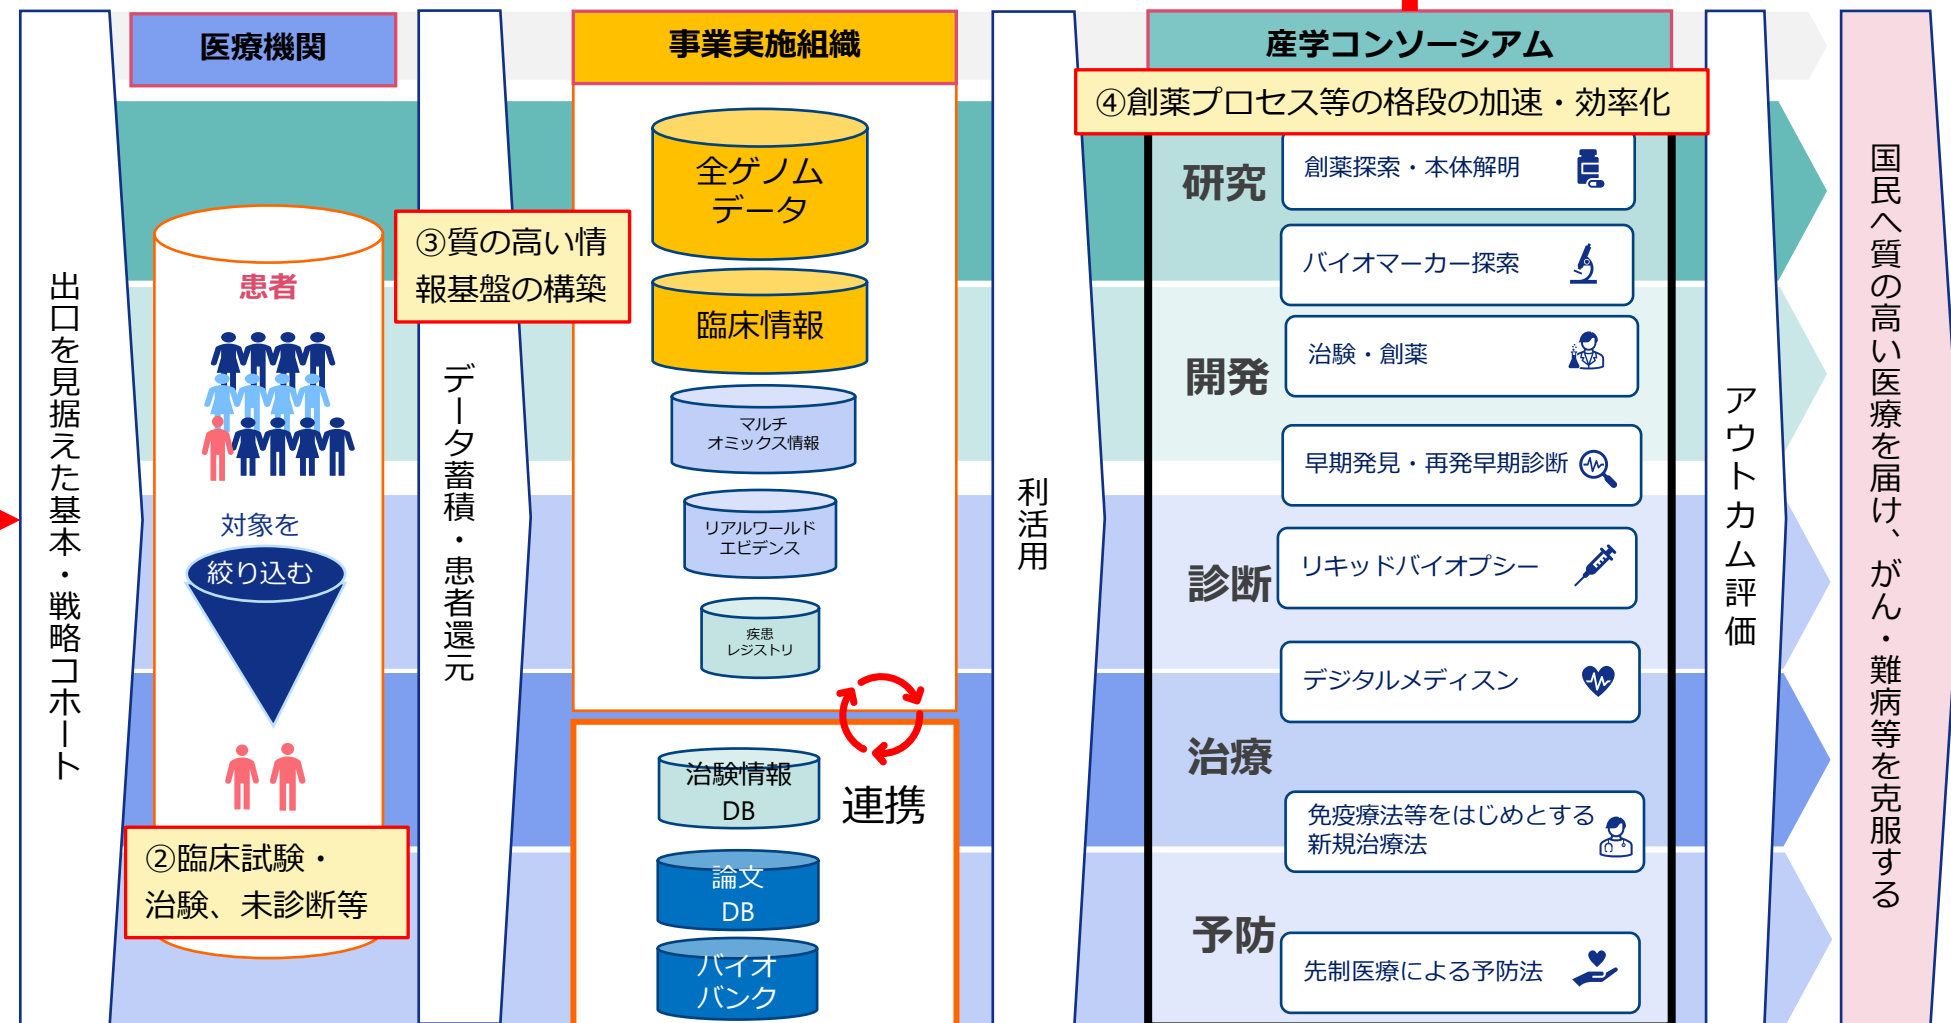 出口を見据えた基本・戦略コホート
医療機関
患者
対象を
絞り込む
②臨床試験・
治験、未診断等
データ蓄積・患者還元
③質の高い情
報基盤の構築
事業実施組織
全ゲノム
データ
臨床情報
マルチ
オミックス情報
リアルワールド
エビデンス
疾患
レジストリ
連携
治験情報
DB
論文
DB
バイオ
バンク
利活用
産学コンソーシアム
④創薬プロセス等の格段の加速・効率化
研究
創薬探索・本体解明
バイオマーカー探索
開発
治験・創薬
早期発見・再発早期診断
診断
リキッドバイオプシー
デジタルメディスン
治療
免疫療法等をはじめとする
新規治療法
予防
先制医療による予防法
アウトカム評価
国民へ質の高い医療を届け、がん・難病等を克服する